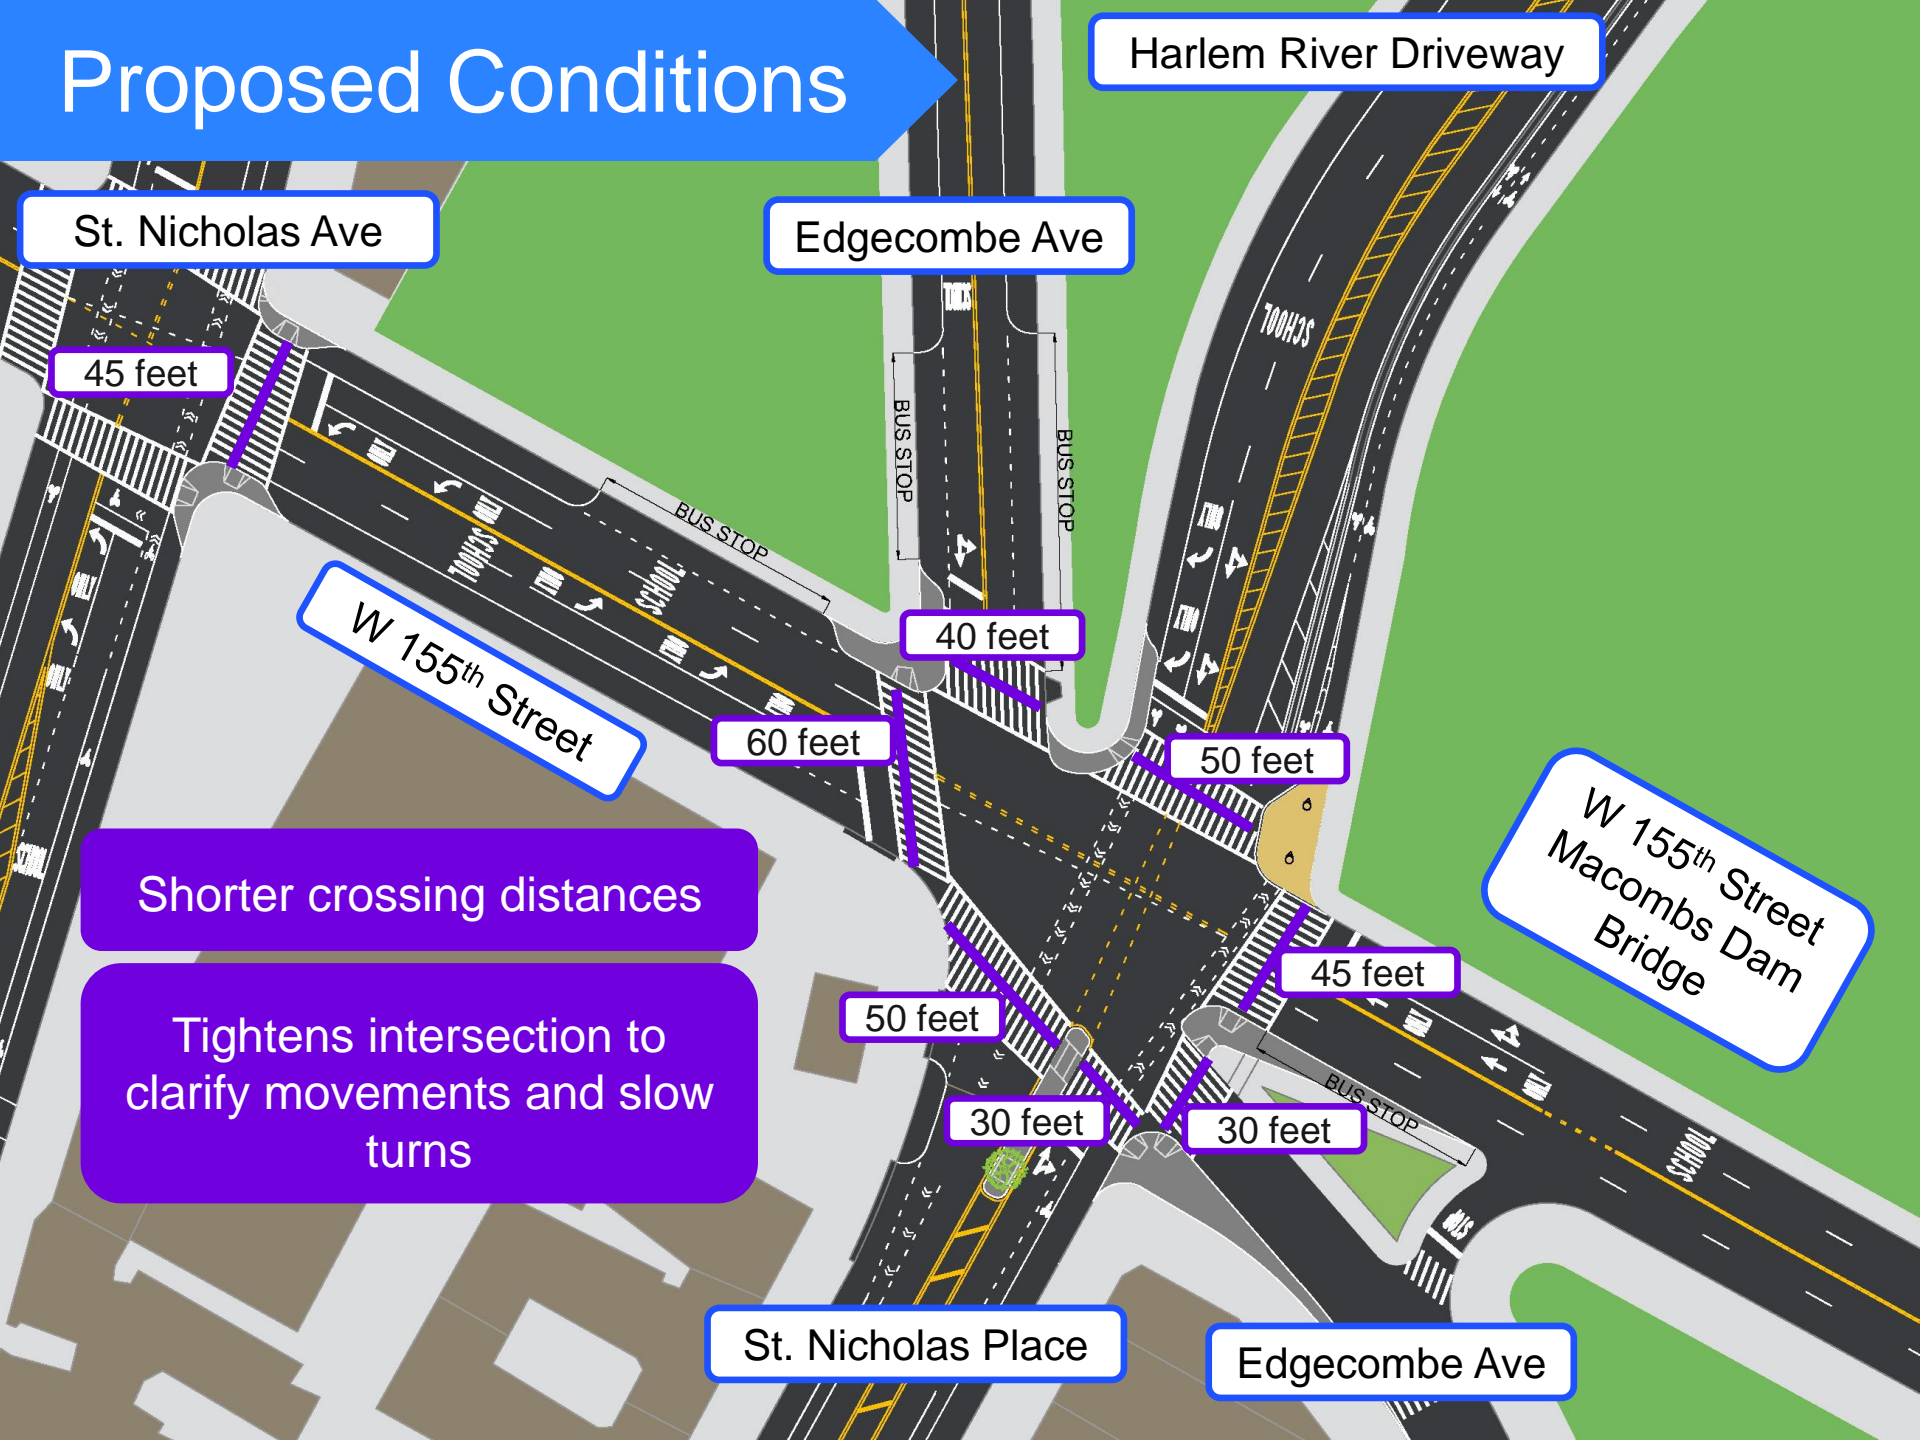 Proposed Conditions
Harlem River Driveway
St. Nicholas Ave
Edgecombe Ave
SCHOOL
45 feet
BUS STOP
BUS STOP
BUS STOP
SCHOOL
SCHOOL
W 155th Street
40 feet
60 feet
50 feet
W 155th Street
Macombs Dam
Bridge
Shorter crossing distances
45 feet
50 feet
Tightens intersection to
clarify movements and slow
turns
30 feet
30 feet
BUS STOP
SCHOOL
STOP
St. Nicholas Place
Edgecombe Ave